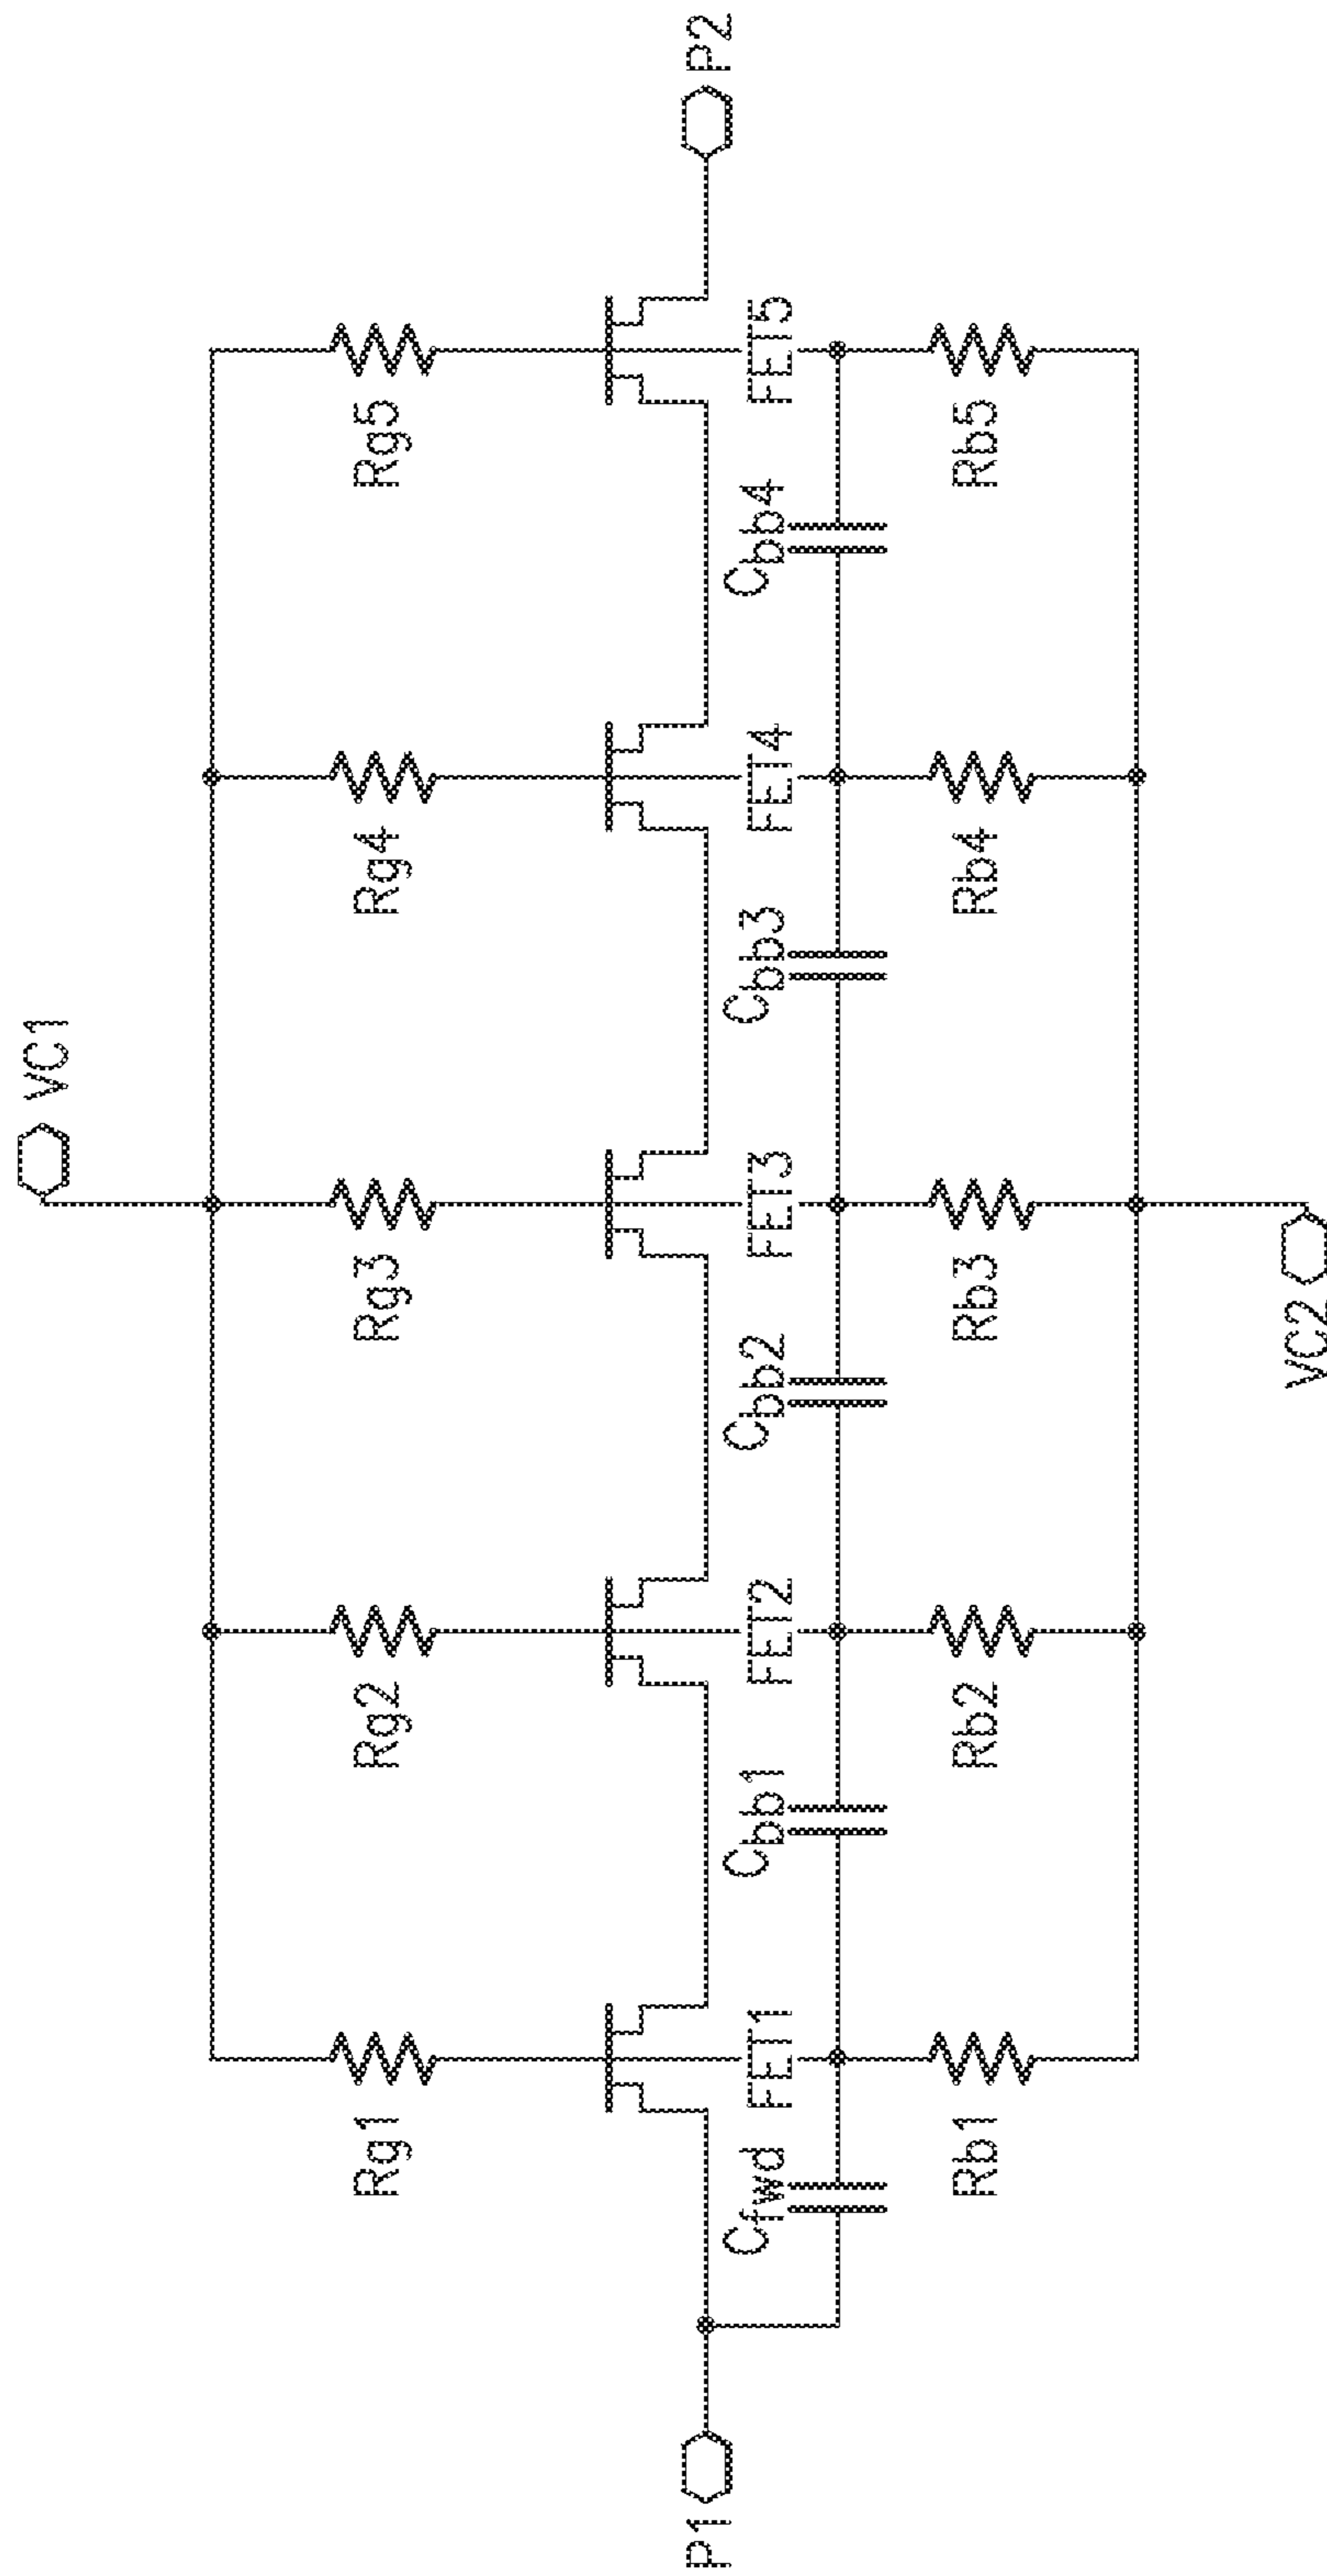 VC1
Rg1
Rg2
Rg3
Rg4
Rg5
P1
P2
Cfwd
FET1
Cbb1
FET2
Cbb2
FET3
Cbb3
FET4
Cbb4
FET5
Rb1
Rb2
Rb3
Rb4
Rb5
VC2